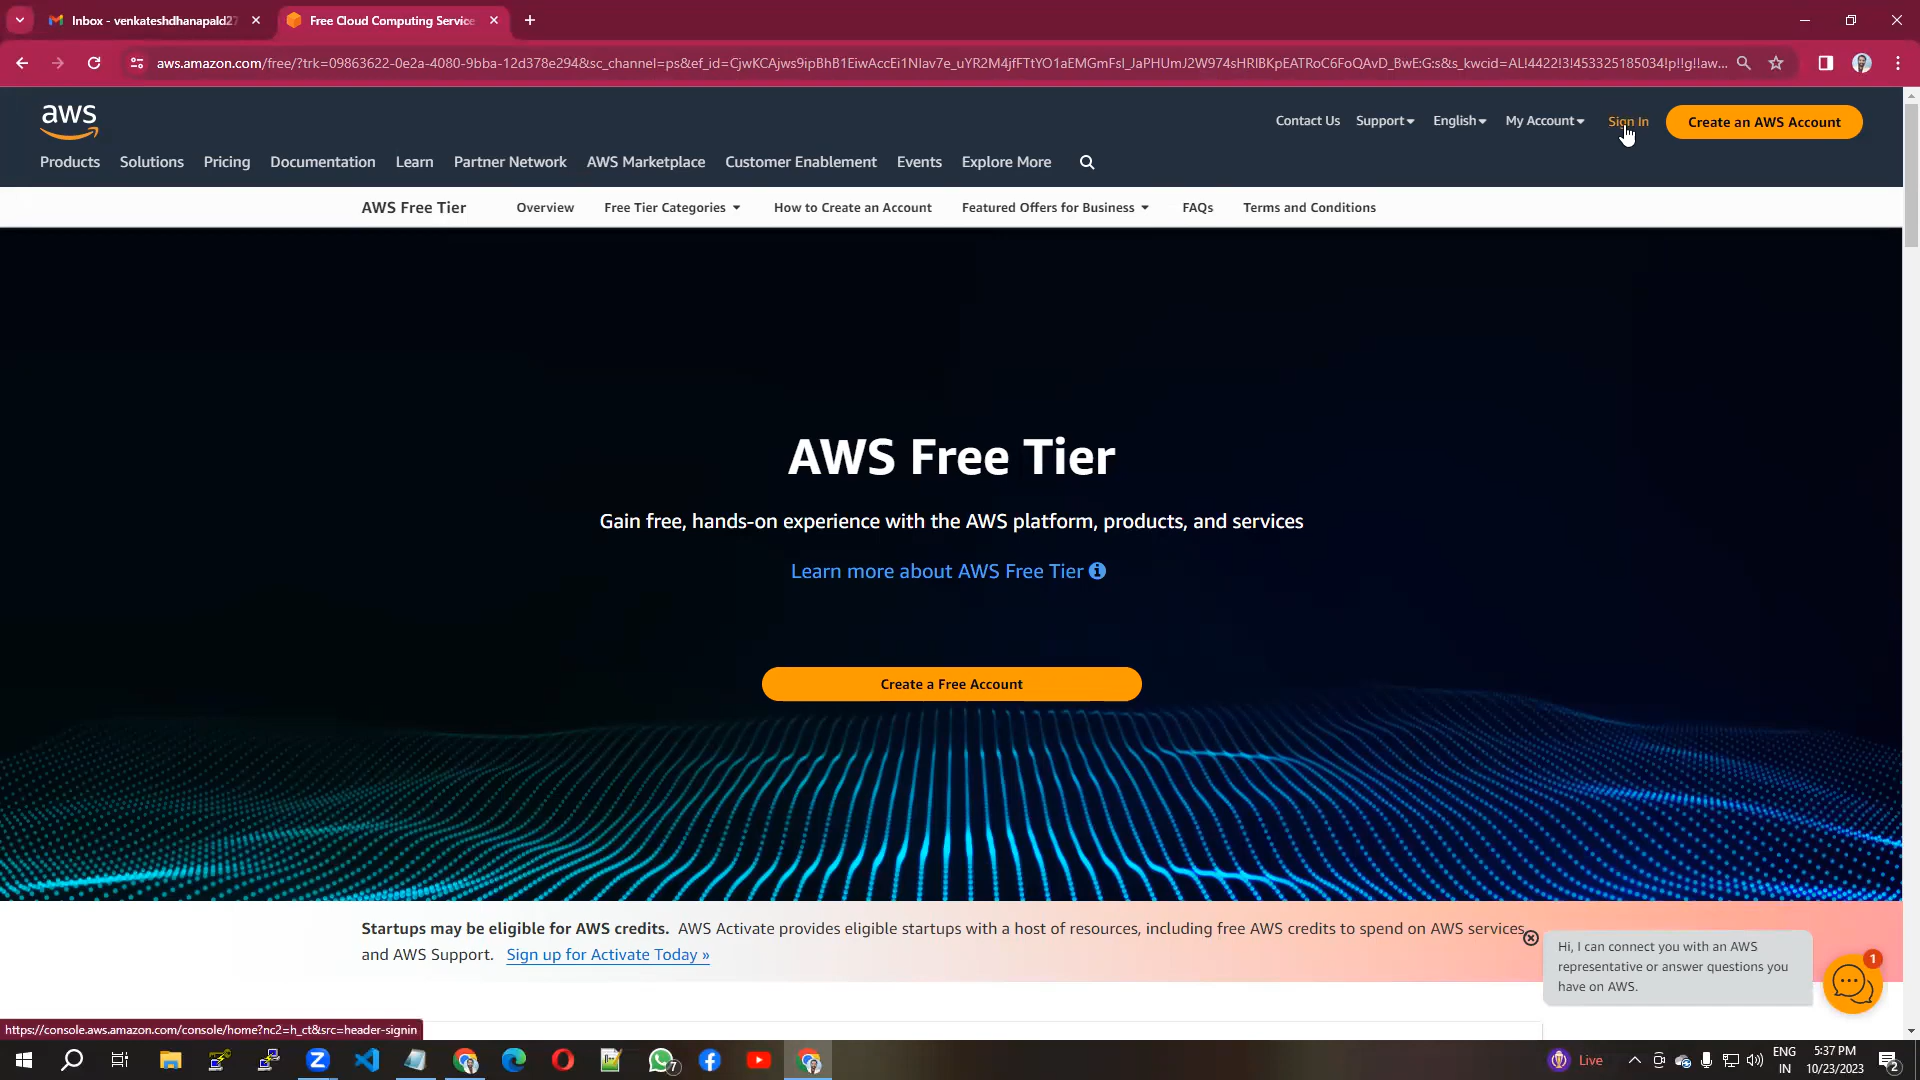 Inbox - venkateshdhanapald27
Free Cloud Computing Service
aws.amazon.com/free/?trk=09863622-0e2a-4080-9bba-12d378e294&sc_channel=ps&ef_id=CjwKCAjws9ipBhB1EiwAccEi1NIav7e_uYR2M4jfFTtYO1aEMGmFsl_JaPHUmJ2W974sHRlBKpEATRoC6FoQAvD_BwE:G:s&s_kwcid=AL!4422!3!453325185034!p!!g!!aw...
aws
Contact Us Support English My Account Sign In Create an AWS Account
Products Solutions Pricing Documentation Learn Partner Network AWS Marketplace Customer Enablement Events Explore More
AWS Free Tier Overview Free Tier Categories How to Create an Account Featured Offers for Business FAQs Terms and Conditions
AWS Free Tier
Gain free, hands-on experience with the AWS platform, products, and services
Learn more about AWS Free Tier
Create a Free Account
Startups may be eligible for AWS credits. AWS Activate provides eligible startups with a host of resources, including free AWS credits to spend on AWS services
and AWS Support. Sign up for Activate Today »
Hi, I can connect you with an AWS
representative or answer questions you
have on AWS.
1
https://console.aws.amazon.com/console/home?nc2=h_ct&src=header-signin
7
Live
ENG
IN
5:37 PM
10/23/2023
2